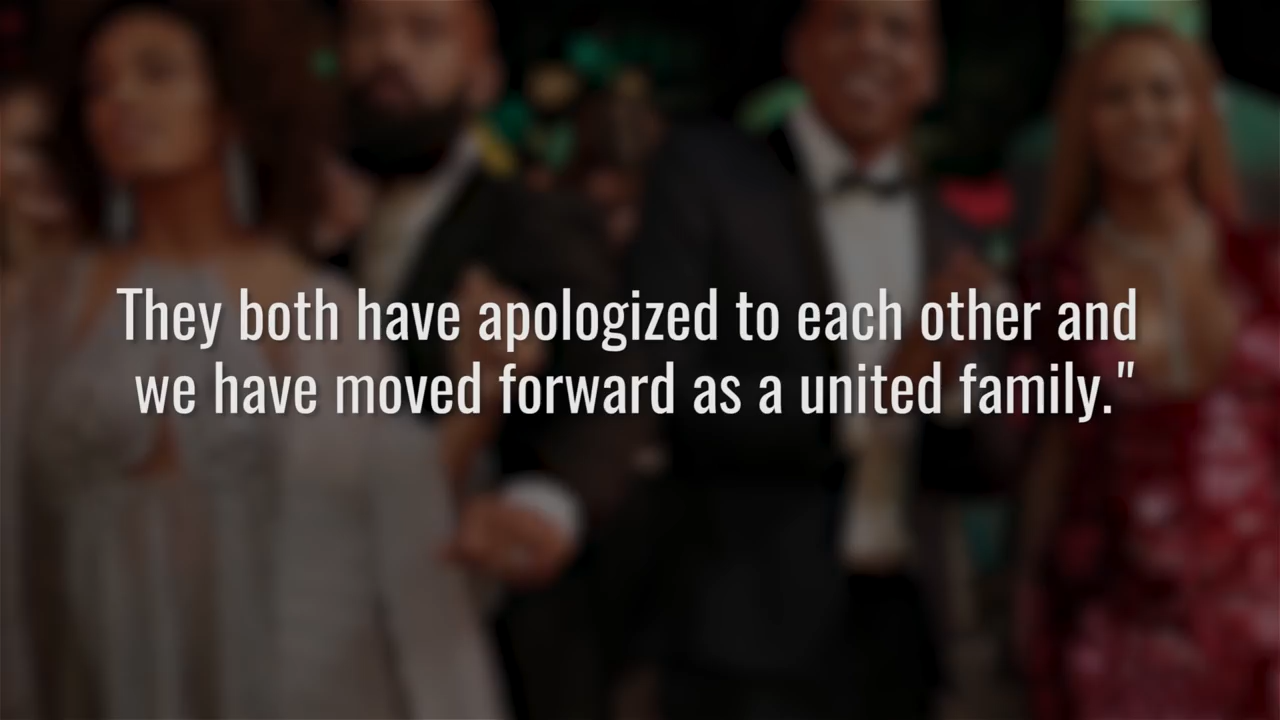 They both have apologized to each other and
we have moved forward as a united family."